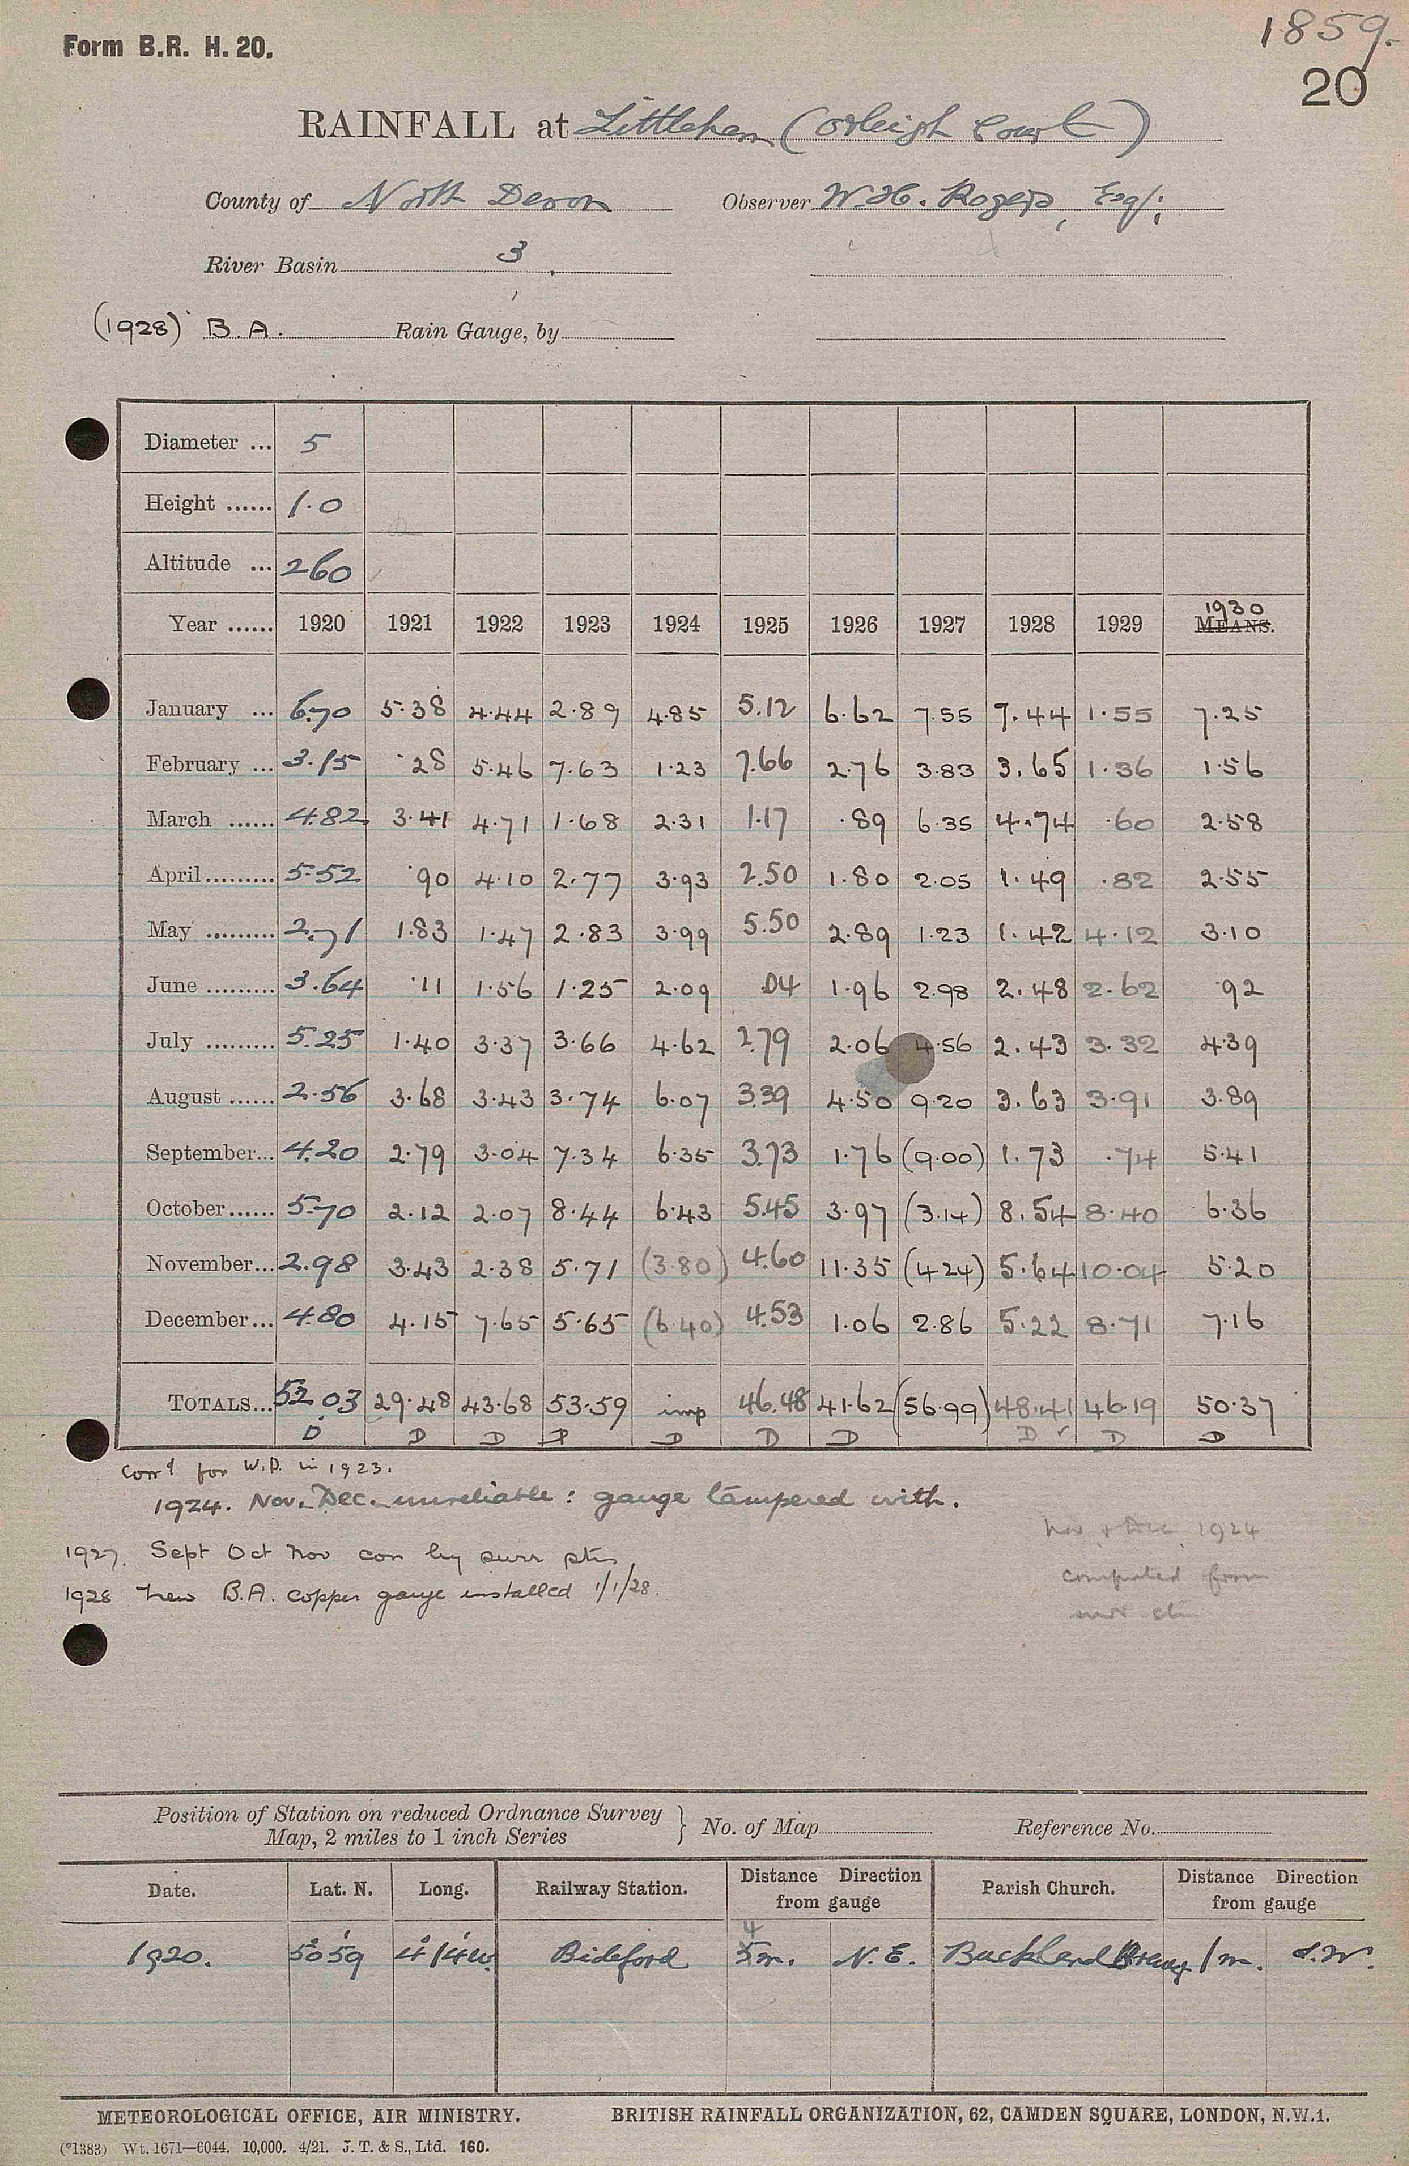 1859.
Form B.R. H. 20.
20
RAINFALL at Littleham (Orleigh Court)
County of North Devon Observer W. H. Rogers, Esq;
River Basin 3.
(1928) B.A. Rain Gauge, by
Diameter ... 5
Height ...... 1.0
Altitude ... 260
Year ...... 1920 1921 1922 1923 1924 1925 1926 1927 1928 1929 1930 MEANS.
January ... 6.70 5.38 4.44 2.89 4.85 5.12 6.62 7.55 7.44 1.55 7.25
February ... 3.15 .28 5.46 7.63 1.23 7.66 2.76 3.83 3.65 1.36 1.56
March ...... 4.82 3.41 4.71 1.68 2.31 1.17 .89 6.35 4.74 .60 2.58
April ......... 5.52 .90 4.10 2.77 3.93 2.50 1.80 2.05 1.49 .82 2.55
May ......... 2.71 1.83 1.47 2.83 3.99 5.50 2.89 1.23 1.42 4.12 3.10
June ......... 3.64 .11 1.56 1.25 2.09 .04 1.96 2.98 2.48 2.62 .92
July ......... 5.25 1.40 3.37 3.66 4.62 2.79 2.06 4.56 2.43 3.32 4.39
August ...... 2.56 3.68 3.43 3.74 6.07 3.39 4.50 9.20 3.63 3.91 3.89
September... 4.20 2.79 3.04 7.34 6.35 3.73 1.76 (9.00) 1.73 .74 5.41
October...... 5.70 2.12 2.07 8.44 6.43 5.45 3.97 (3.14) 8.54 8.40 6.36
November... 2.98 3.43 2.38 5.71 (3.80) 4.60 11.35 (4.24) 5.64 10.04 5.20
December... 4.80 4.15 7.65 5.65 (6.40) 4.53 1.06 2.86 5.22 8.71 7.16
TOTALS... 52.03 29.48 43.68 53.59 imp 46.48 41.62 (56.99) 48.41 46.19 50.37
D D D D D D D D ✓ D D
Corrd for W.D. in 1923.
1924. Nov. Dec. unreliable: gauge tampered with.
Nov & Dec 1924
computed from
surr stn
1927. Sept Oct Nov con by surr stns
1928 New B.A. copper gauge installed 1/1/28
Position of Station on reduced Ordnance Survey
Map, 2 miles to 1 inch Series } No. of Map Reference No.
Date. Lat. N. Long. Railway Station. Distance Direction from gauge Parish Church. Distance Direction from gauge
4
1920. 50°59' 4°14'W. Bideford 5m. N.E. Buckland Brewer 1m. S.W.
METEOROLOGICAL OFFICE, AIR MINISTRY. BRITISH RAINFALL ORGANIZATION, 62, CAMDEN SQUARE, LONDON, N.W.1.
(*1383) Wt. 1671—6044. 10,000. 4/21. J. T. & S., Ltd. 160.